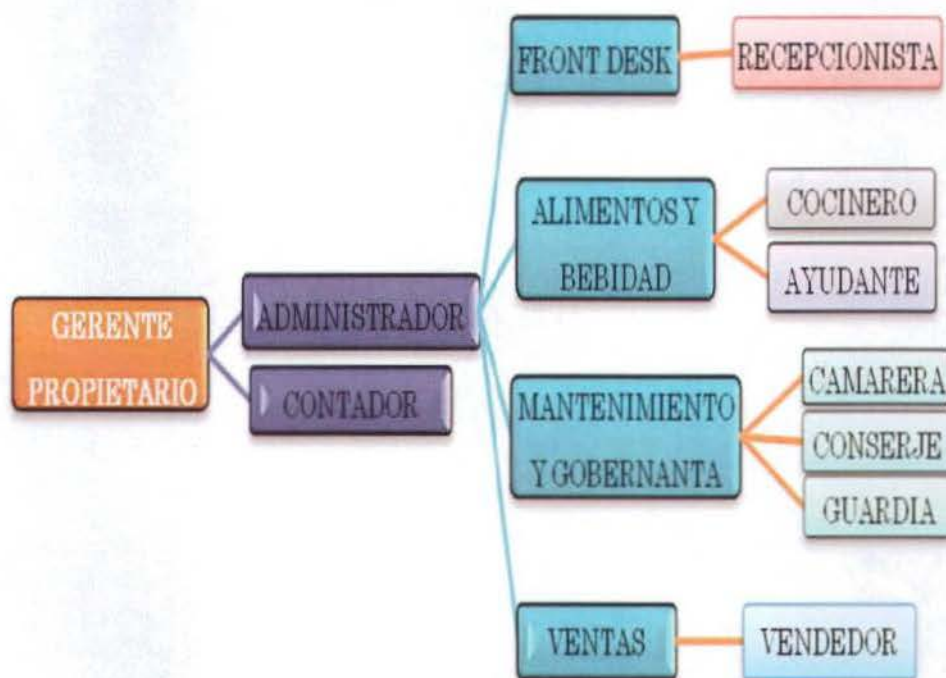 GERENTE
PROPIETARIO
ADMINISTRADOR
CONTADOR
FRONT DESK
RECEPCIONISTA
ALIMENTOS Y
BEBIDAD
COCINERO
AYUDANTE
MANTENIMIENTO
Y GOBERNANTA
CAMARERA
CONSERJE
GUARDIA
VENTAS
VENDEDOR